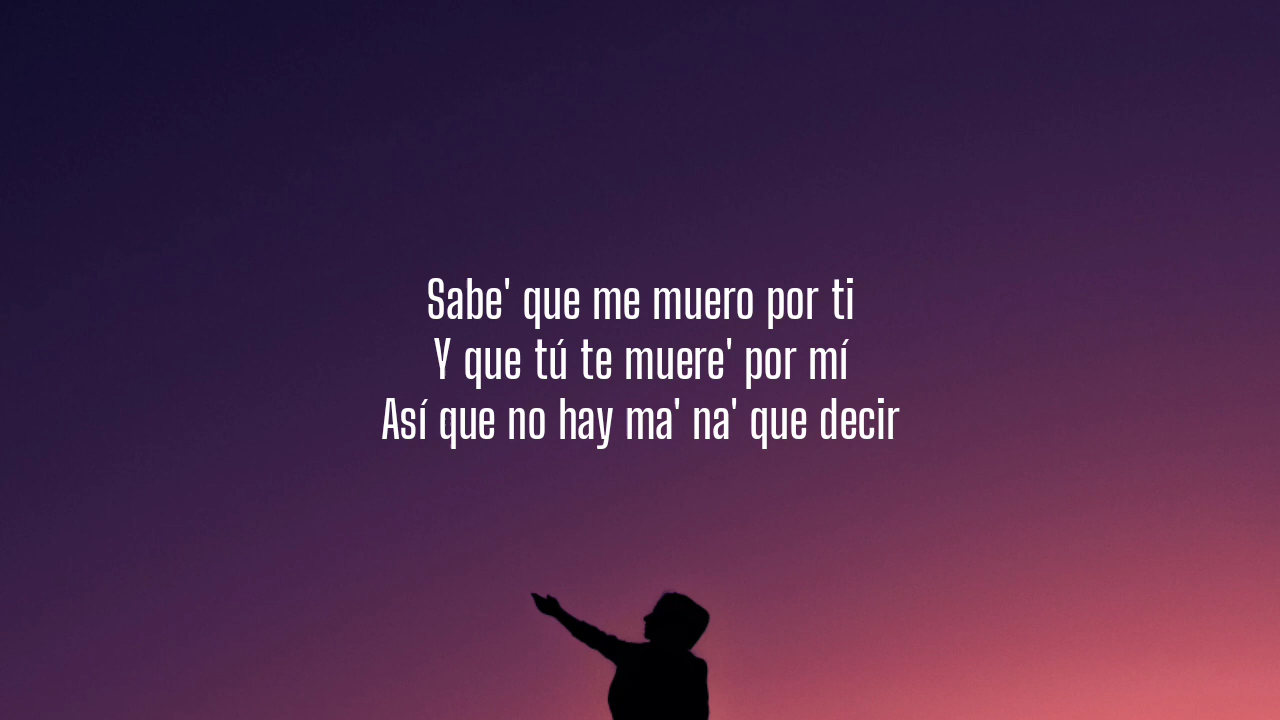 Sabe' que me muero por ti
Y que tú te muere' por mí
Así que no hay ma' na' que decir